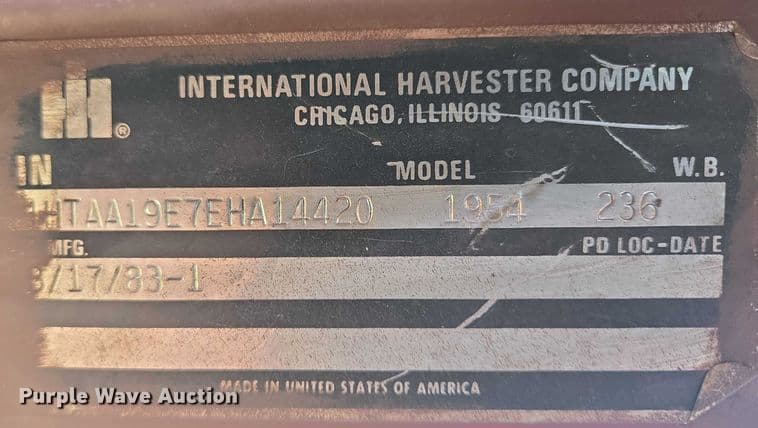 INTERNATIONAL HARVESTER COMPANY
IH ®
CHICAGO, ILLINOIS 60611
IN MODEL W.B.
HTAA19E7EHA14420 1954 236
MFG. PD LOC-DATE
/17/83-1
MADE IN UNITED STATES OF AMERICA
Purple Wave Auction